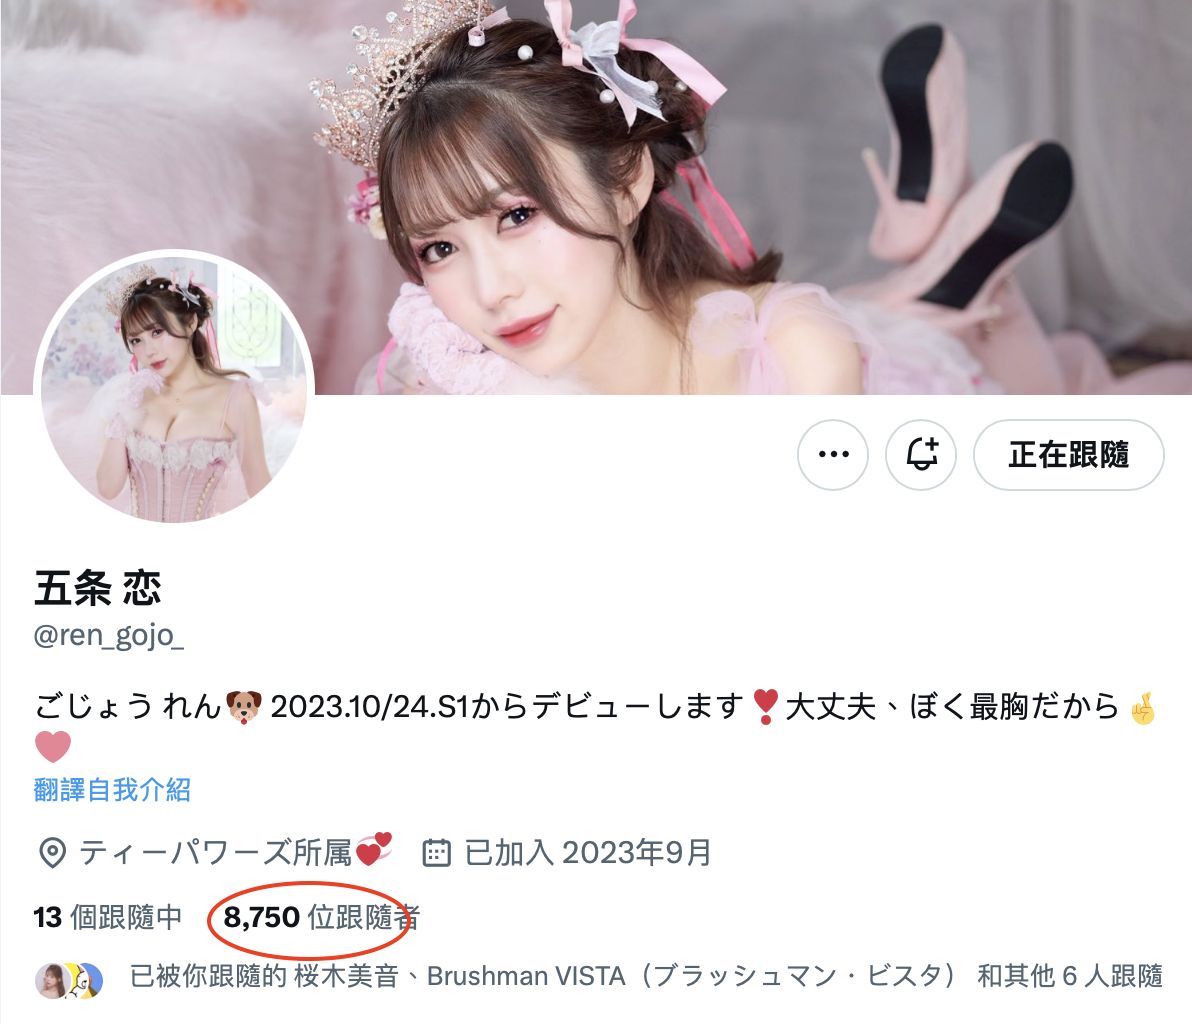 正在跟隨
五条 恋
@ren_gojo_
ごじょう れん🐶 2023.10/24.S1からデビューします❣️大丈夫、ぼく最胸だから🤞
🩷
翻譯自我介紹
ティーパワーズ所属💞 已加入 2023年9月
13 個跟隨中 8,750 位跟隨者
已被你跟隨的 桜木美音、Brushman VISTA（ブラッシュマン・ビスタ） 和其他 6 人跟隨